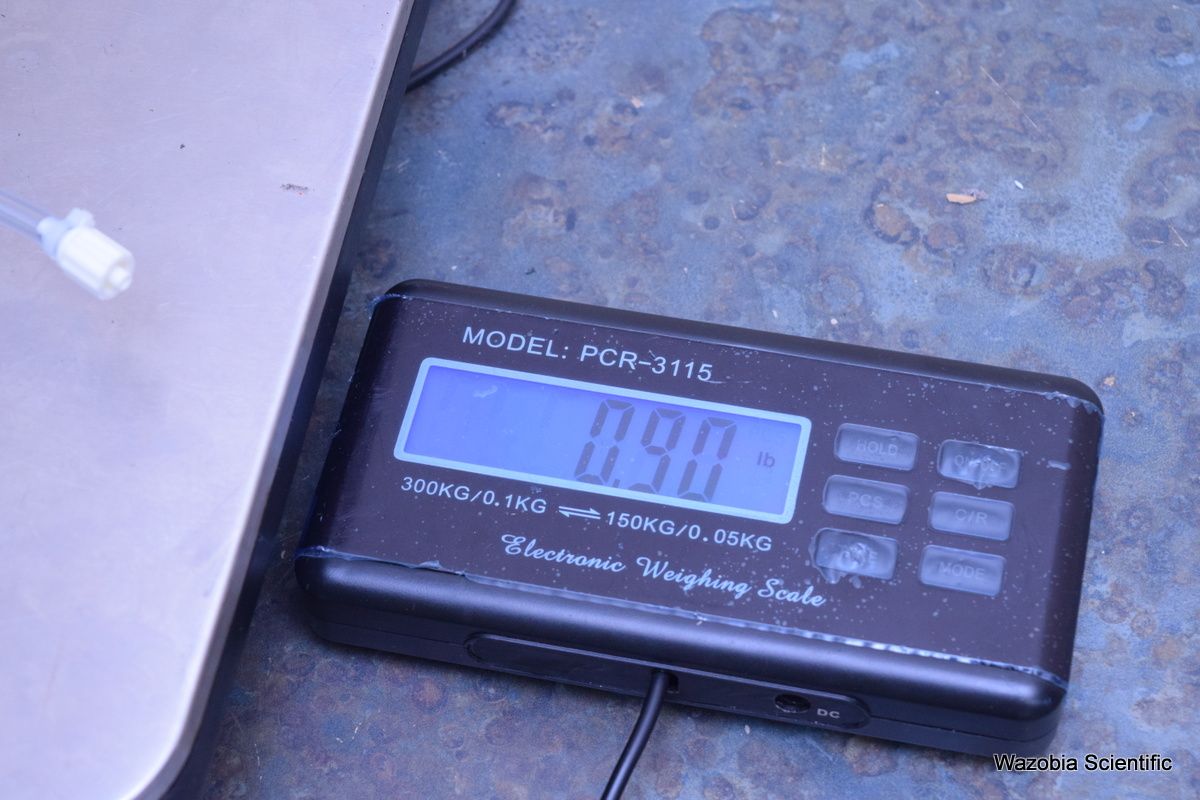 MODEL: PCR-3115
0.90 lb
300KG/0.1KG ⇌ 150KG/0.05KG
Electronic Weighing Scale
HOLD
PCS
C/R
MODE
DC
Wazobia Scientific